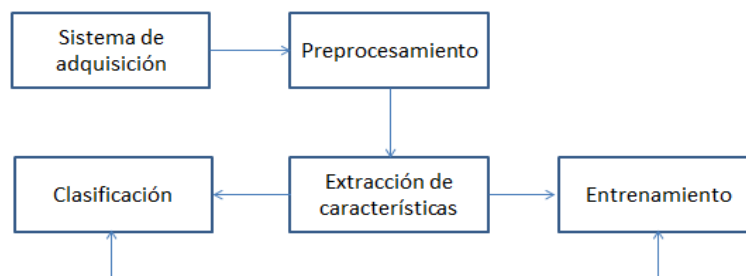 Sistema de
adquisición
Preprocesamiento
Clasificación
Extracción de
características
Entrenamiento